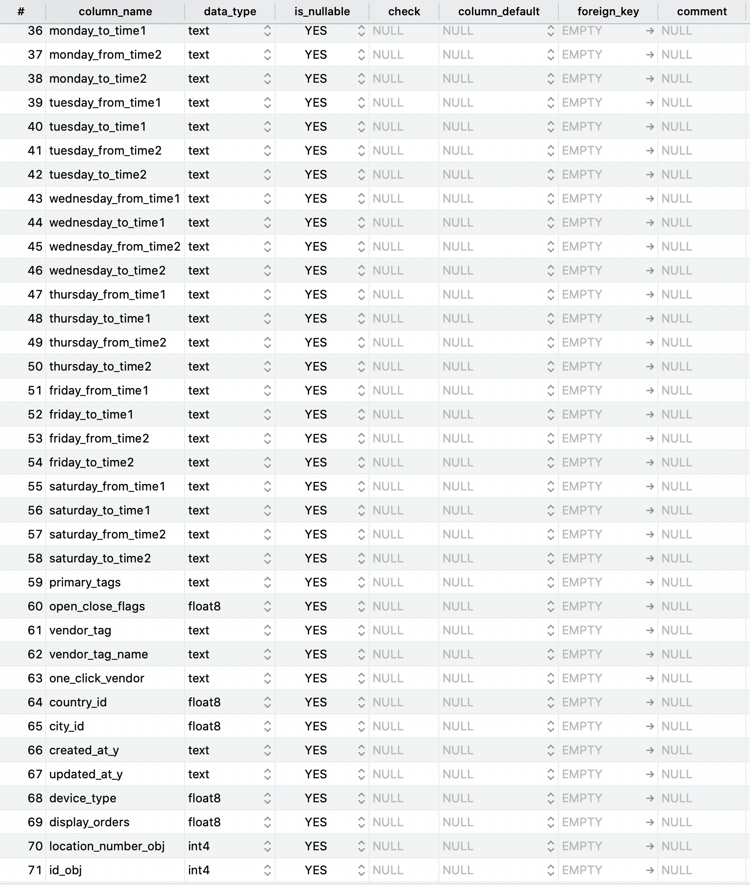 # column_name data_type is_nullable check column_default foreign_key comment
36 monday_to_time1 text YES NULL NULL EMPTY NULL
37 monday_from_time2 text YES NULL NULL EMPTY NULL
38 monday_to_time2 text YES NULL NULL EMPTY NULL
39 tuesday_from_time1 text YES NULL NULL EMPTY NULL
40 tuesday_to_time1 text YES NULL NULL EMPTY NULL
41 tuesday_from_time2 text YES NULL NULL EMPTY NULL
42 tuesday_to_time2 text YES NULL NULL EMPTY NULL
43 wednesday_from_time1 text YES NULL NULL EMPTY NULL
44 wednesday_to_time1 text YES NULL NULL EMPTY NULL
45 wednesday_from_time2 text YES NULL NULL EMPTY NULL
46 wednesday_to_time2 text YES NULL NULL EMPTY NULL
47 thursday_from_time1 text YES NULL NULL EMPTY NULL
48 thursday_to_time1 text YES NULL NULL EMPTY NULL
49 thursday_from_time2 text YES NULL NULL EMPTY NULL
50 thursday_to_time2 text YES NULL NULL EMPTY NULL
51 friday_from_time1 text YES NULL NULL EMPTY NULL
52 friday_to_time1 text YES NULL NULL EMPTY NULL
53 friday_from_time2 text YES NULL NULL EMPTY NULL
54 friday_to_time2 text YES NULL NULL EMPTY NULL
55 saturday_from_time1 text YES NULL NULL EMPTY NULL
56 saturday_to_time1 text YES NULL NULL EMPTY NULL
57 saturday_from_time2 text YES NULL NULL EMPTY NULL
58 saturday_to_time2 text YES NULL NULL EMPTY NULL
59 primary_tags text YES NULL NULL EMPTY NULL
60 open_close_flags float8 YES NULL NULL EMPTY NULL
61 vendor_tag text YES NULL NULL EMPTY NULL
62 vendor_tag_name text YES NULL NULL EMPTY NULL
63 one_click_vendor text YES NULL NULL EMPTY NULL
64 country_id float8 YES NULL NULL EMPTY NULL
65 city_id float8 YES NULL NULL EMPTY NULL
66 created_at_y text YES NULL NULL EMPTY NULL
67 updated_at_y text YES NULL NULL EMPTY NULL
68 device_type float8 YES NULL NULL EMPTY NULL
69 display_orders float8 YES NULL NULL EMPTY NULL
70 location_number_obj int4 YES NULL NULL EMPTY NULL
71 id_obj int4 YES NULL NULL EMPTY NULL